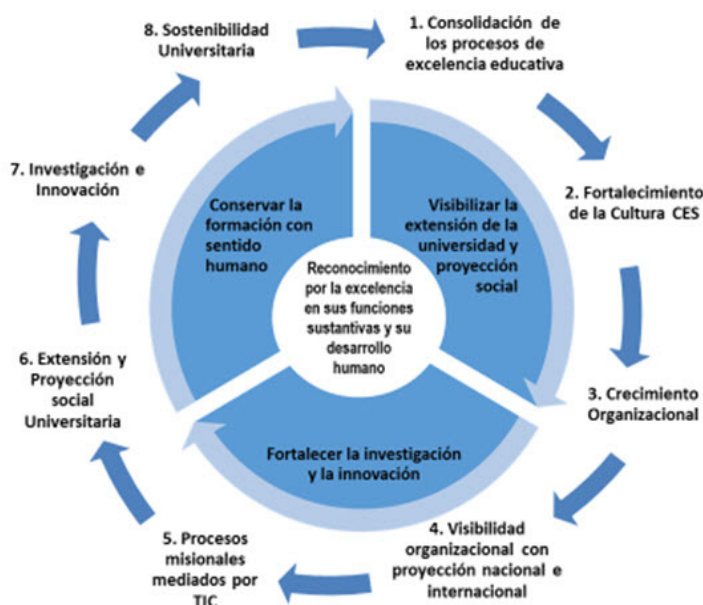 8. Sostenibilidad
Universitaria
1. Consolidación de
los procesos de
excelencia educativa
7. Investigación e
Innovación
2. Fortalecimiento
de la Cultura CES
Conservar la
formación con
sentido
humano
Visibilizar la
extensión de la
universidad y
proyección
social
Reconocimiento
por la excelencia
en sus funciones
sustantivas y su
desarrollo
humano
6. Extensión y
Proyección
social
Universitaria
3. Crecimiento
Organizacional
Fortalecer la investigación
y la innovación
5. Procesos
misionales
mediados por
TIC
4. Visibilidad
organizacional con
proyección nacional e
internacional